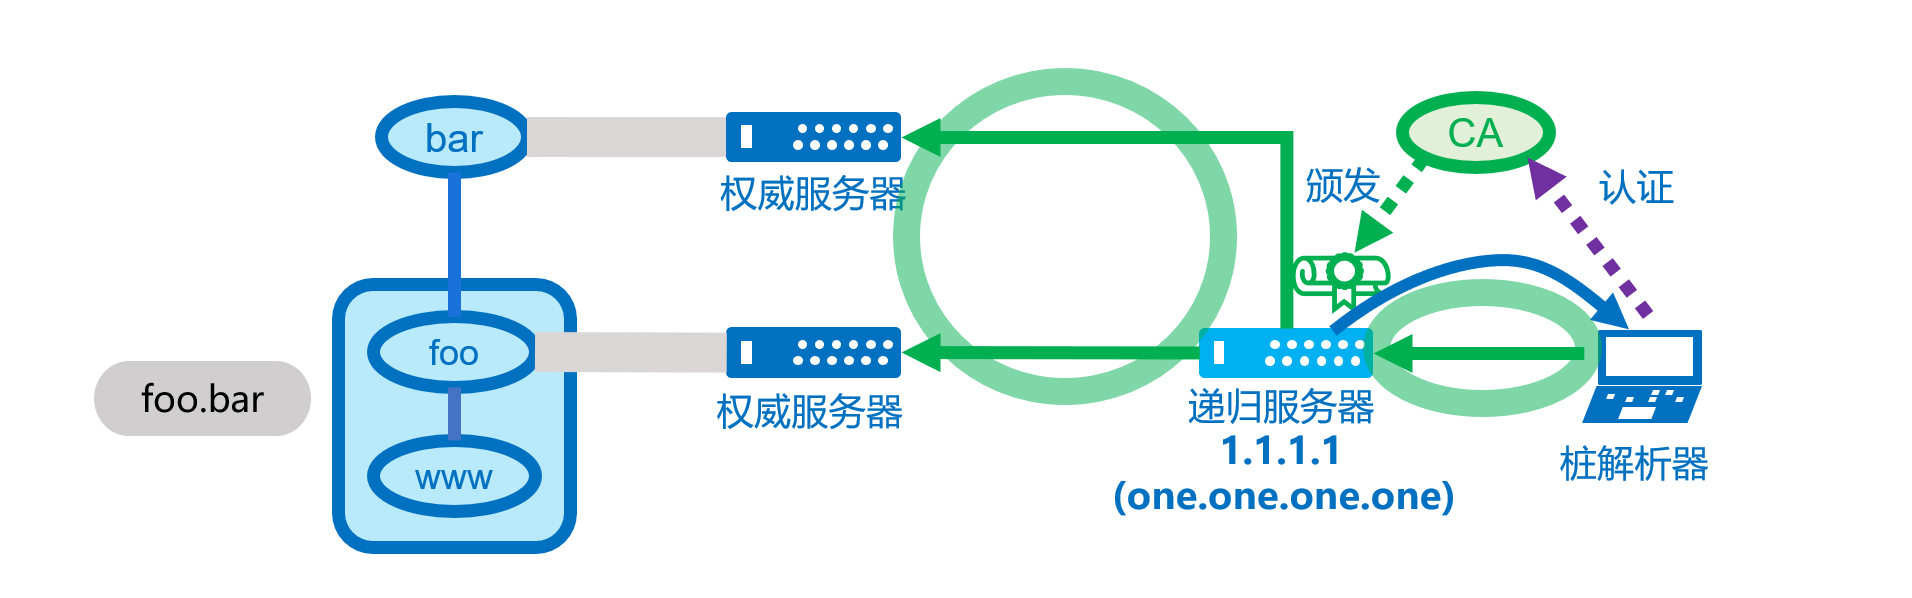 bar
权威服务器
CA
颁发
认证
foo
权威服务器
foo.bar
www
递归服务器
1.1.1.1
(one.one.one.one)
桩解析器